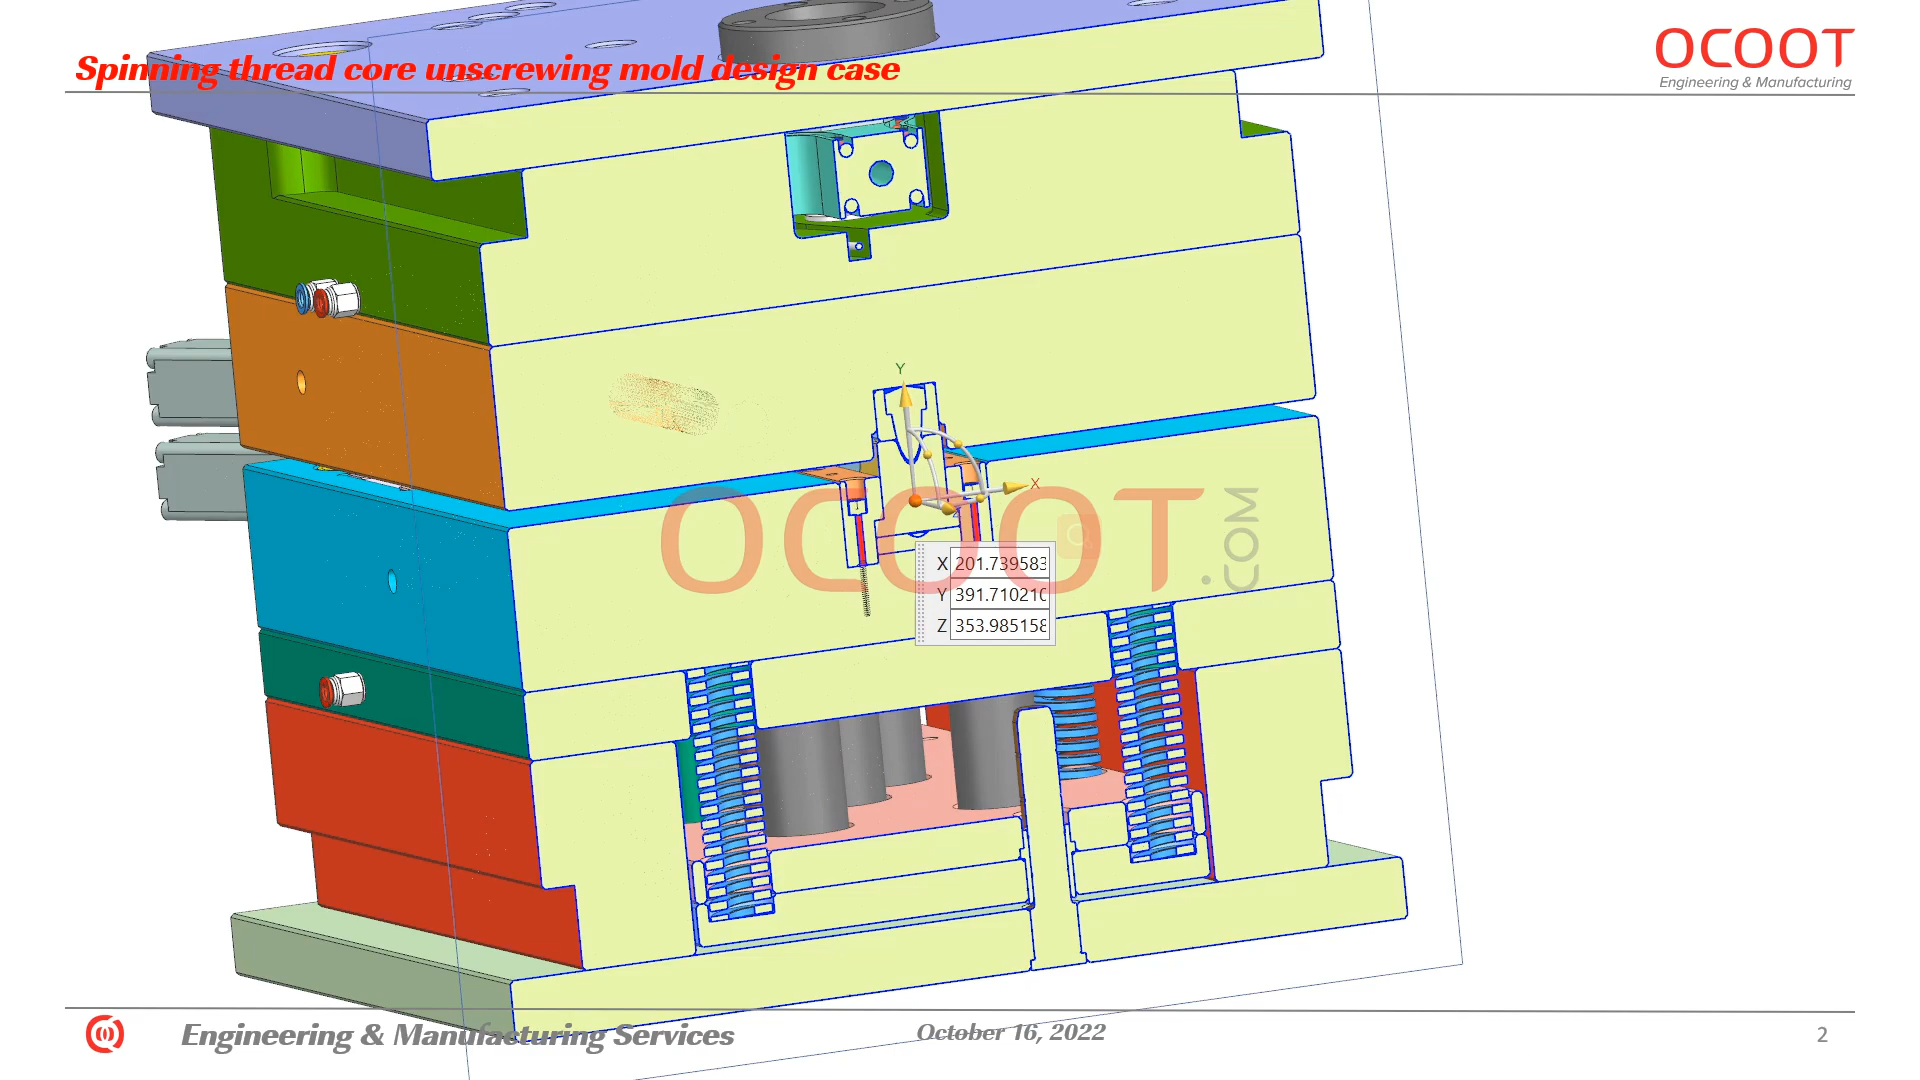 Spinning thread core unscrewing mold design case
OCOOT
Engineering & Manufacturing
Y
X
Z
OCOOT.COM
X 201.739583
Y 391.710210
Z 353.985158
Engineering & Manufacturing Services
October 16, 2022
2